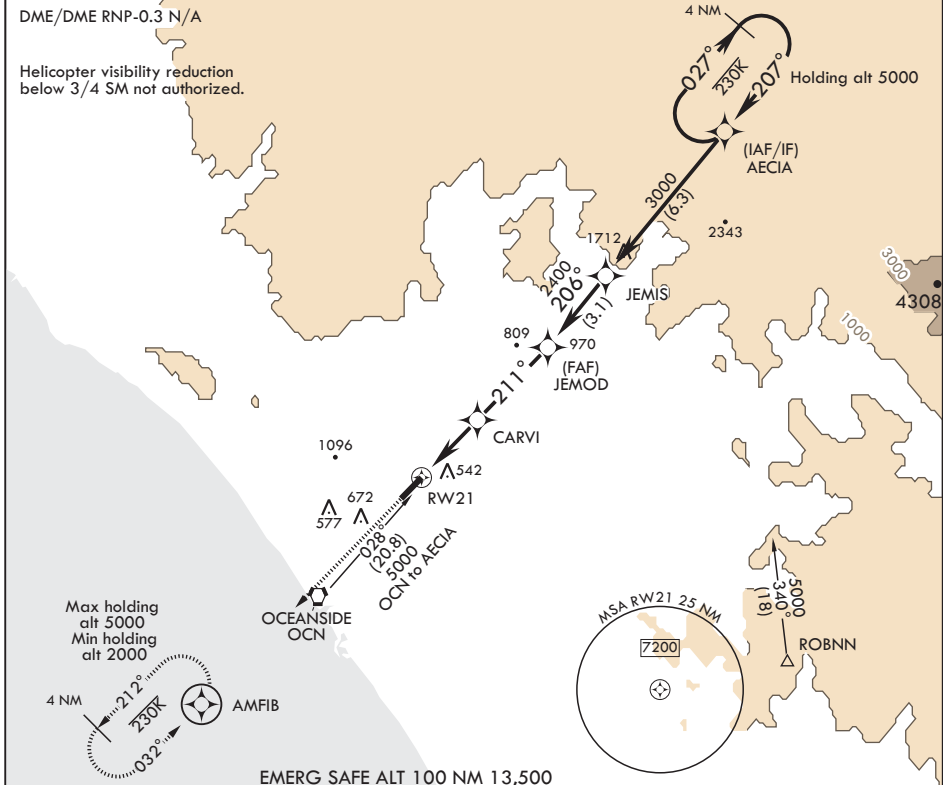 DME/DME RNP-0.3 N/A
Helicopter visibility reduction
below 3/4 SM not authorized.
4 NM
027°
230K
207°
Holding alt 5000
(IAF/IF)
AECIA
3000
(6.3)
2343
1712
JEMIS
2400
206°
(3.1)
3000
4308
1000
809
970
(FAF)
JEMOD
211°
CARVI
1096
542
RW21
577
672
028°
(20.8)
5000
OCN to AECIA
OCEANSIDE
OCN
Max holding
alt 5000
Min holding
alt 2000
4 NM
212°
230K
032°
AMFIB
MSA RW21 25 NM
7200
5000
340°
(18)
ROBNN
EMERG SAFE ALT 100 NM 13,500